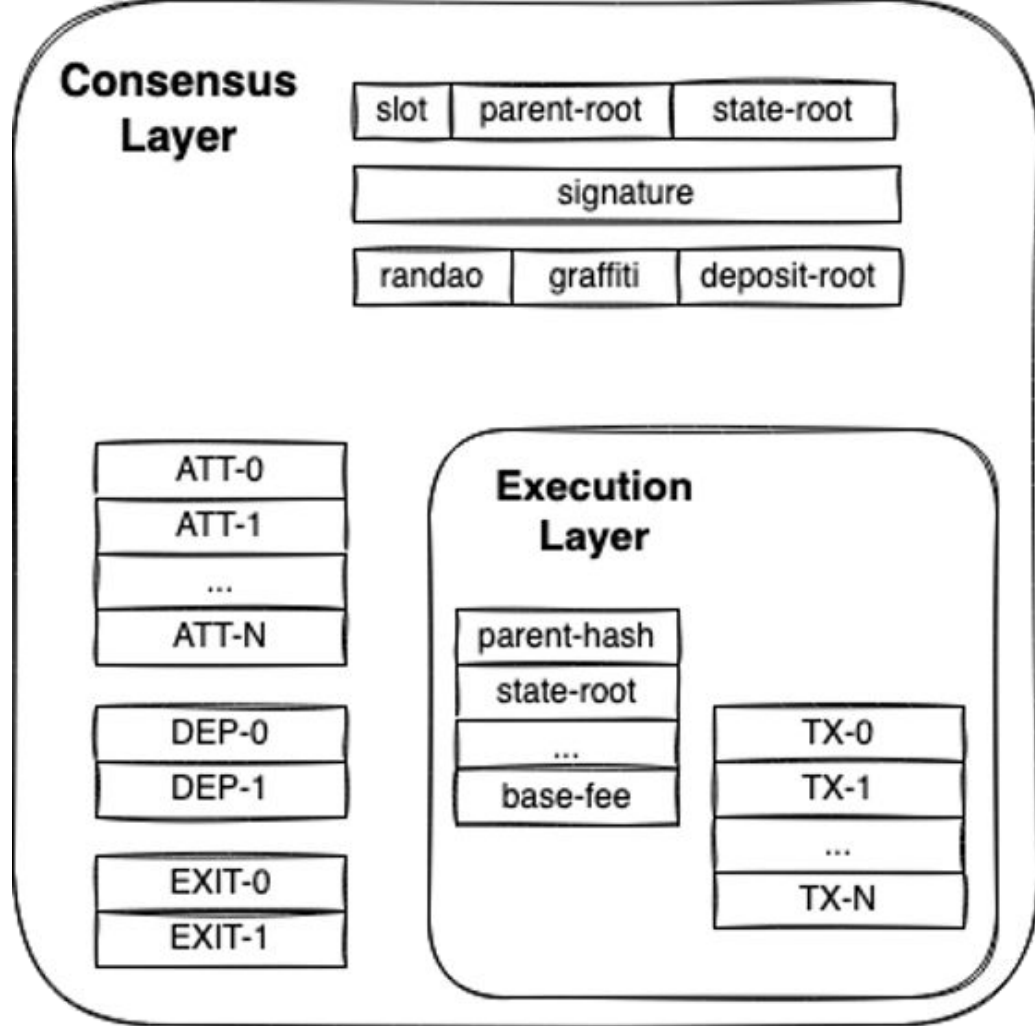 Consensus
Layer
slot parent-root state-root
signature
randao graffiti deposit-root
ATT-0
ATT-1
...
ATT-N
DEP-0
DEP-1
EXIT-0
EXIT-1
Execution
Layer
parent-hash
state-root
...
base-fee
TX-0
TX-1
...
TX-N